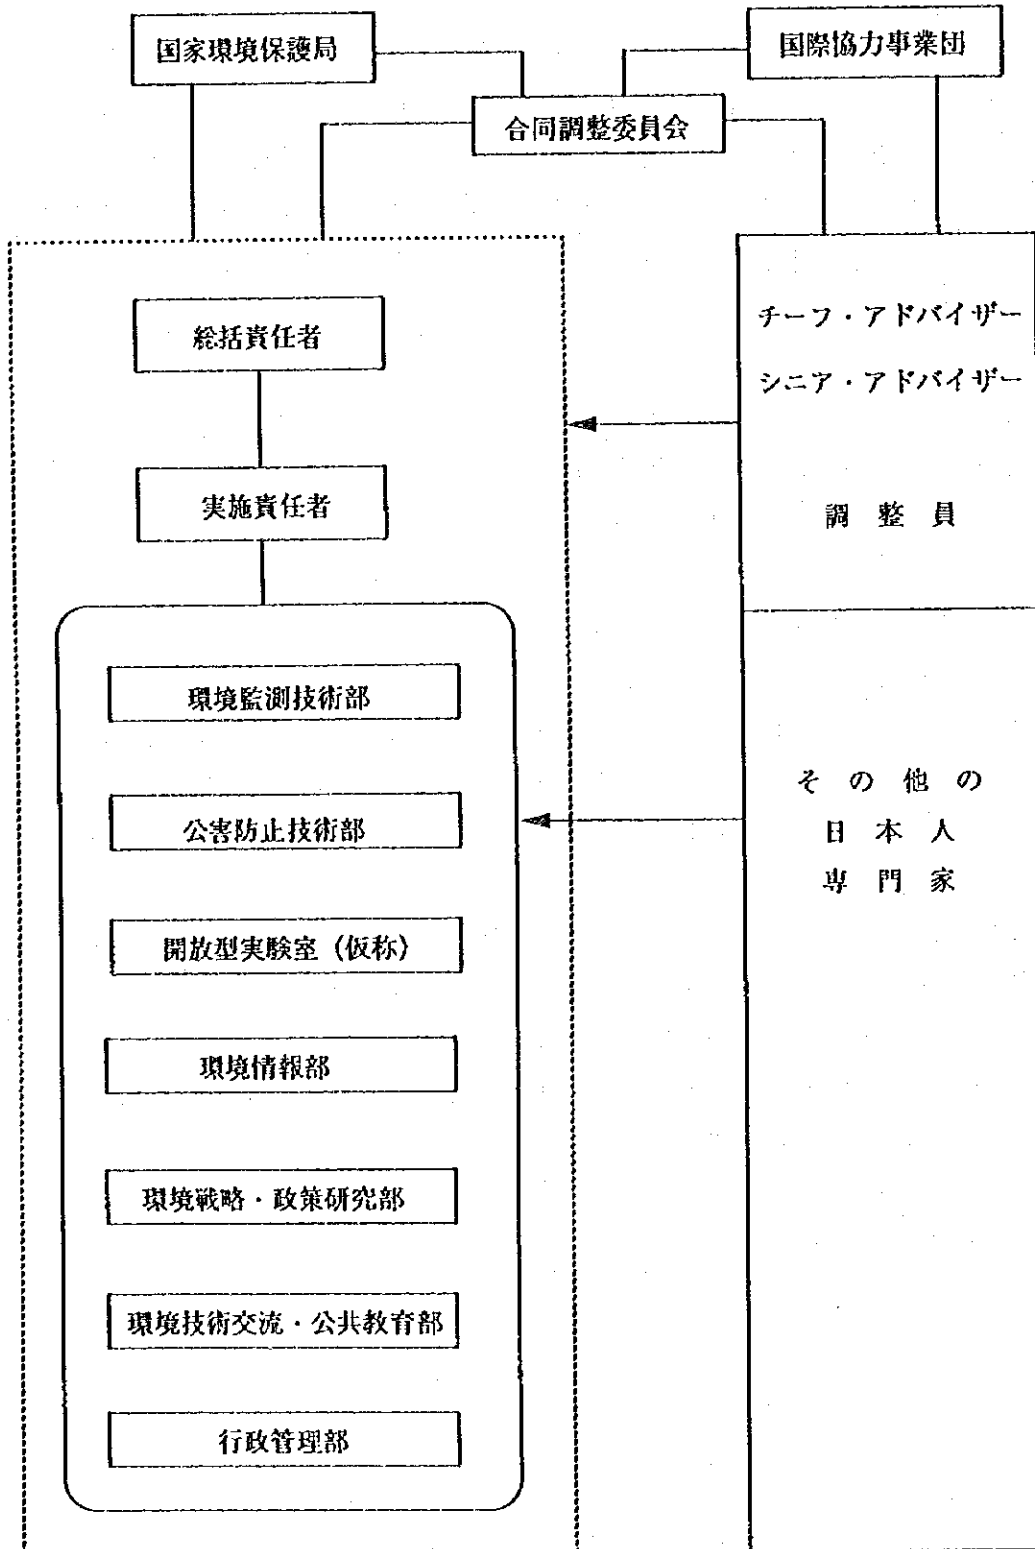 国家環境保護局
国際協力事業団
合同調整委員会
総括責任者
実施責任者
環境監測技術部
公害防止技術部
開放型実験室（仮称）
環境情報部
環境戦略・政策研究部
環境技術交流・公共教育部
行政管理部
チーフ・アドバイザー
シニア・アドバイザー
調整員
その他の
日本人
専門家